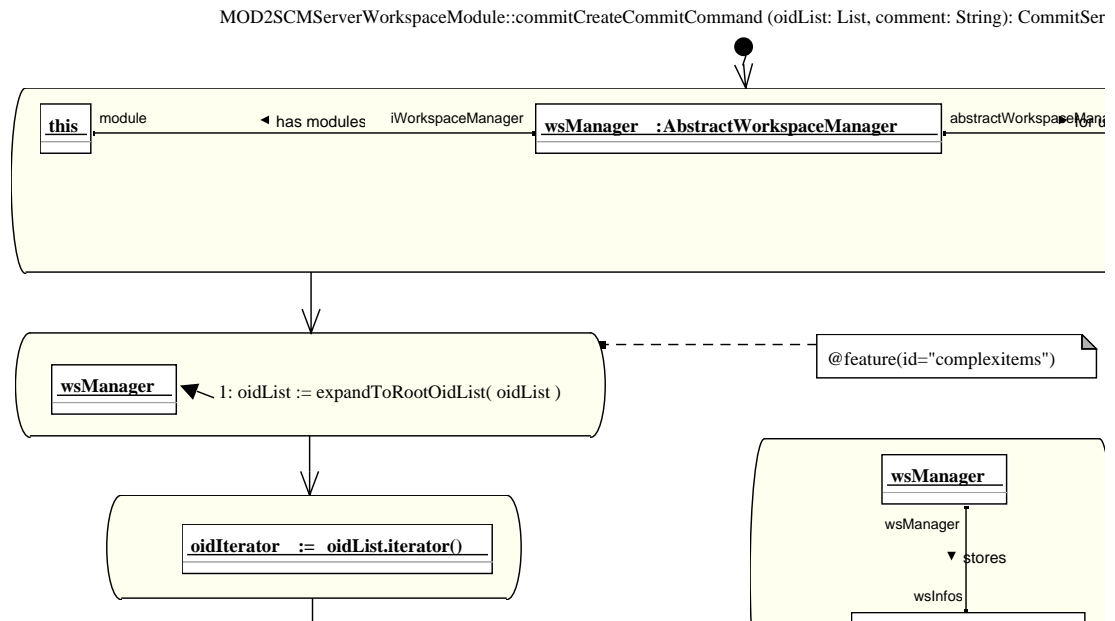 MOD2SCMServerWorkspaceModule::commitCreateCommitCommand (oidList: List, comment: String): CommitSer
this
module
◄ has modules
iWorkspaceManager
wsManager :AbstractWorkspaceManager
@feature(id="complexitems")
wsManager
1: oidList := expandToRootOidList( oidList )
wsManager
wsManager
stores
wsInfos
oidIterator := oidList.iterator()